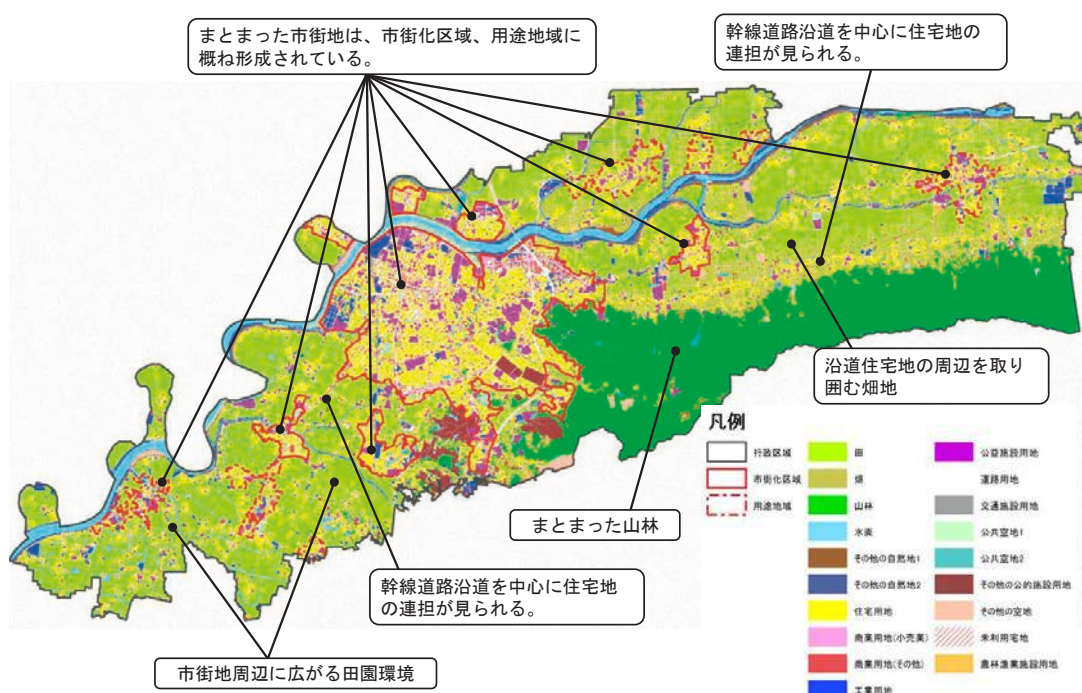 まとまった市街地は、市街化区域、用途地域に
概ね形成されている。
幹線道路沿道を中心に住宅地の
連担が見られる。
沿道住宅地の周辺を取り
囲む畑地
まとまった山林
幹線道路沿道を中心に住宅地
の連担が見られる。
市街地周辺に広がる田園環境
凡例
行政区域
市街化区域
用途地域
田
畑
山林
水面
その他の自然地1
その他の自然地2
住宅用地
商業用地(小売業)
商業用地(その他)
工業用地
公益施設用地
道路用地
交通施設用地
公共空地1
公共空地2
その他の公的施設用地
その他の空地
未利用宅地
農林漁業施設用地